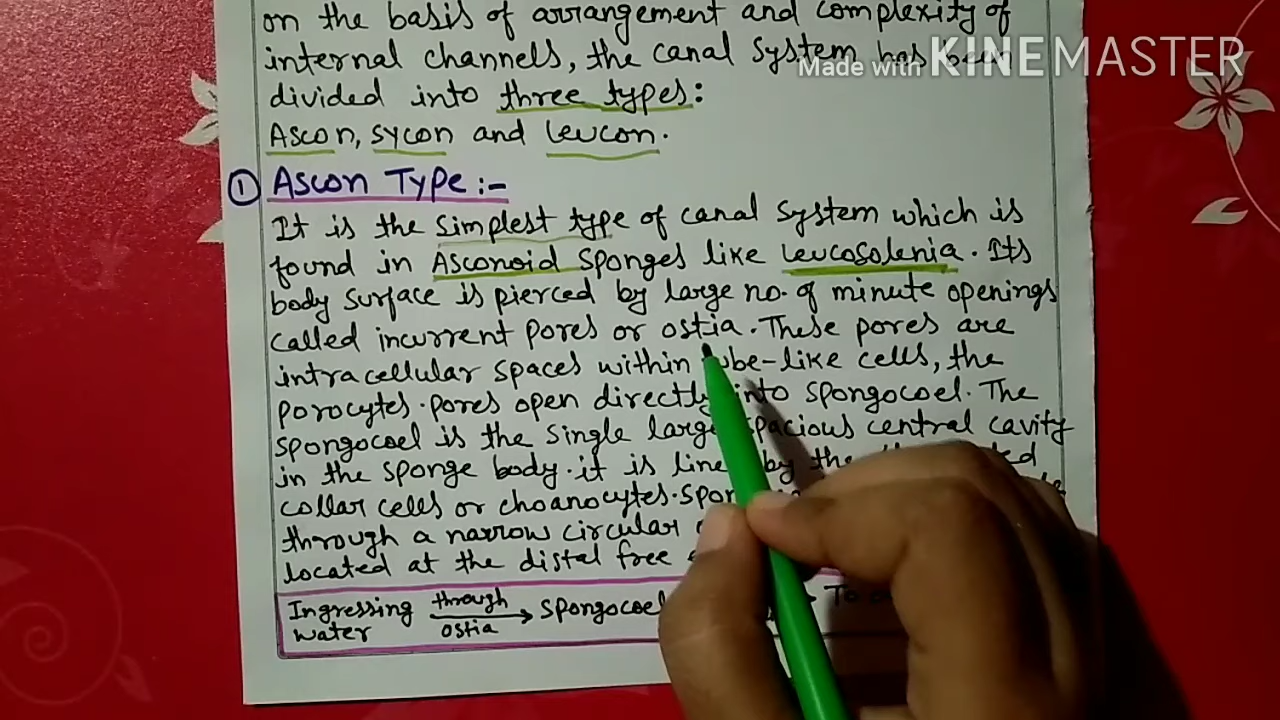 on the basis of arrangement and complexity of
internal channels, the canal system has been
Made with KINEMASTER
divided into three types:
Ascon, sycon and Leucon.
① Ascon Type:-
It is the simplest type of canal system which is
found in Asconoid sponges like Leucosolenia. Its
body surface is pierced by large no. of minute openings
called incurrent pores or ostia. These pores are
intracellular spaces within tube-like cells, the
porocytes. pores open directly into spongocoel. The
spongocoel is the single large spacious central cavity
in the sponge body. it is lined by the
collar cells or choanocytes.
through a narrow circular
located at the distal free
Ingressing water through ostia → spongocoel
To